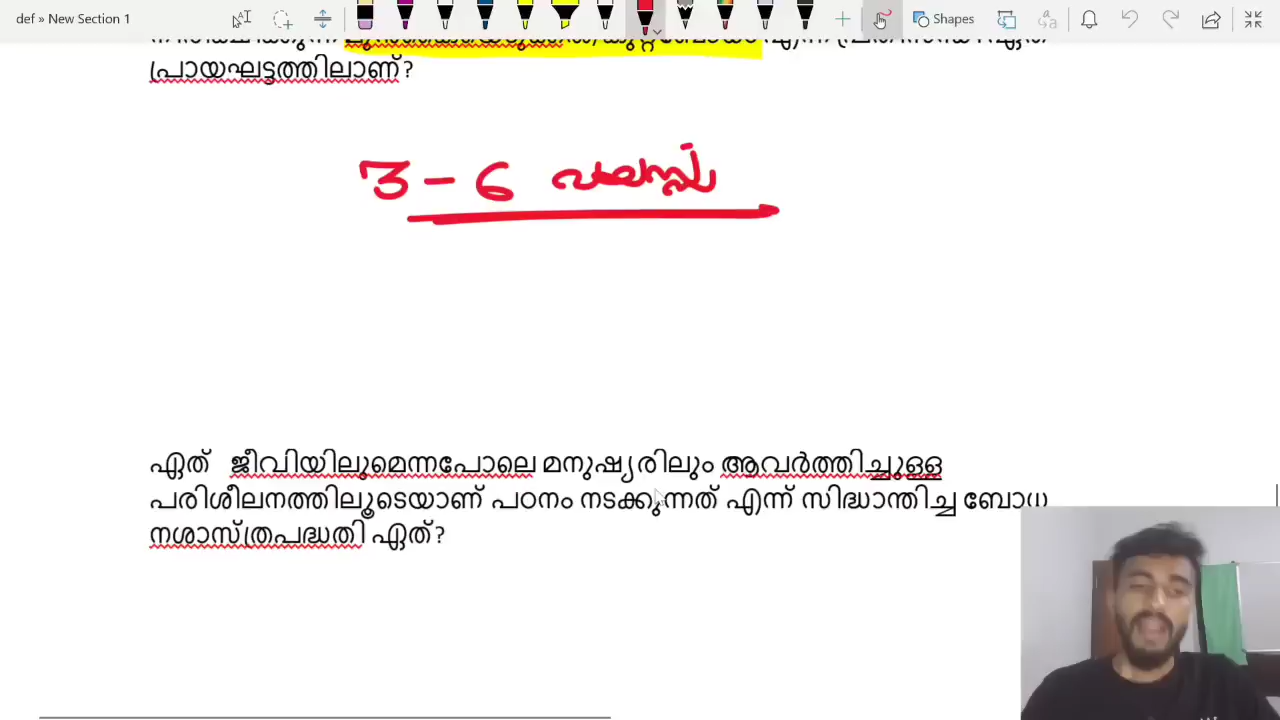 def » New Section 1
Shapes
പ്രായഘട്ടത്തിലാണ്?
3 - 6 വയസ്സ്
ഏത് ജീവിയിലുമെന്നപോലെ മനുഷ്യരിലും ആവർത്തിച്ചുള്ള
പരിശീലനത്തിലൂടെയാണ് പഠനം നടക്കുന്നത് എന്ന് സിദ്ധാന്തിച്ച ബോധ
നശാസ്ത്രപദ്ധതി ഏത്?